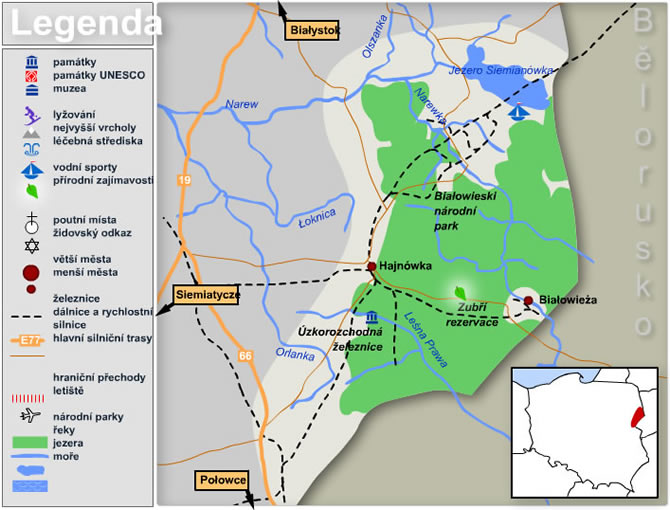 Legenda
památky
památky UNESCO
muzea
lyžování
nejvyšší vrcholy
léčebná střediska
vodní sporty
přírodní zajímavosti
poutní místa
židovský odkaz
větší města
menší města
železnice
dálnice a rychlostní
silnice
E77
hlavní silniční trasy
hraniční přechody
letiště
národní parky
řeky
jezera
moře
Białystok
Olszanka
Jezero Siemianówka
Narew
Narewka
19
Białowieski
národní
park
Łoknica
Hajnówka
Siemiatycze
Białowieża
Zubří
rezervace
Úzkorozchodná
železnice
Leśna Prawa
Orlanka
66
Połowce
Bělorusko